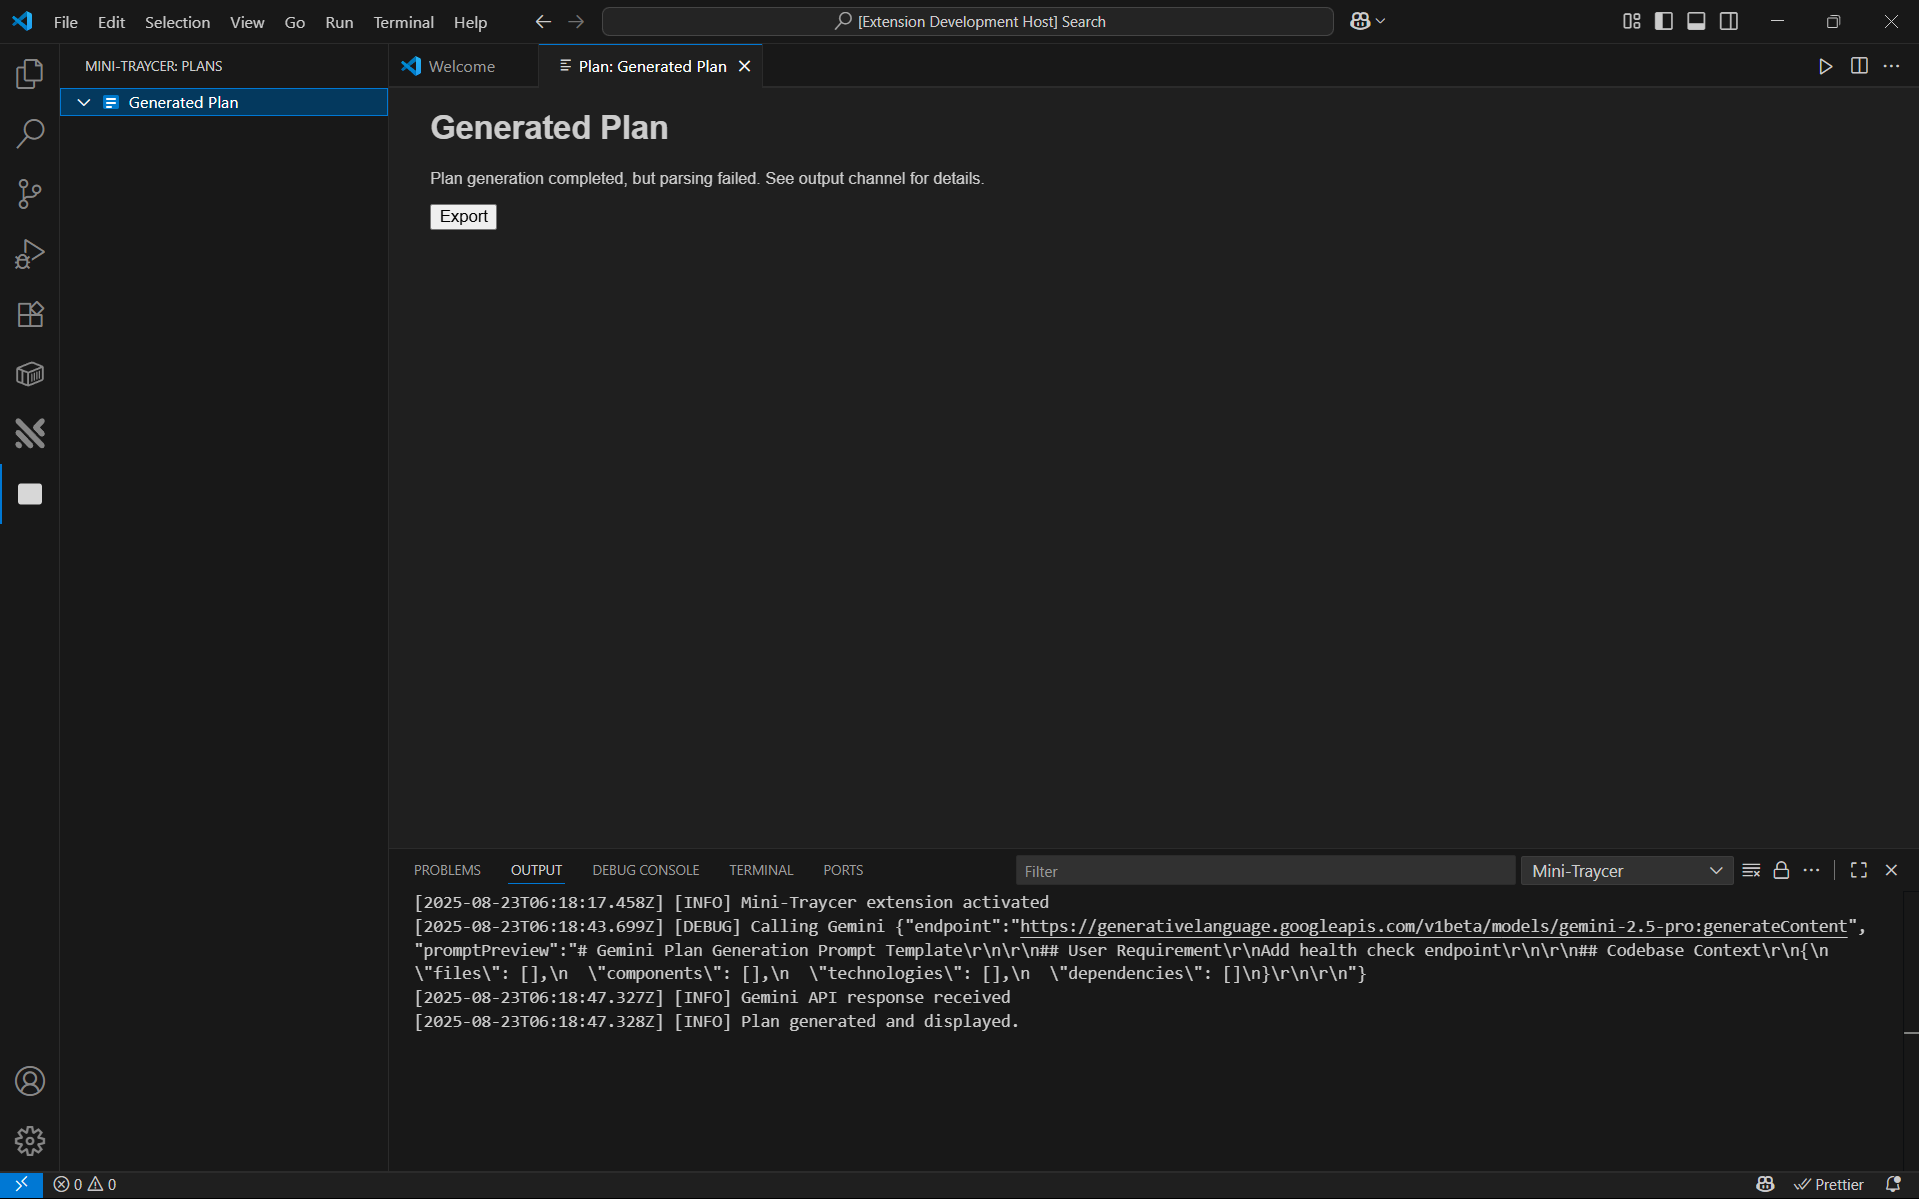 File Edit Selection View Go Run Terminal Help
[Extension Development Host] Search
MINI-TRAYCER: PLANS
Generated Plan
Welcome
Plan: Generated Plan
Generated Plan
Plan generation completed, but parsing failed. See output channel for details.
Export
PROBLEMS OUTPUT DEBUG CONSOLE TERMINAL PORTS
Filter
Mini-Traycer
[2025-08-23T06:18:17.458Z] [INFO] Mini-Traycer extension activated
[2025-08-23T06:18:43.699Z] [DEBUG] Calling Gemini {"endpoint":"https://generativelanguage.googleapis.com/v1beta/models/gemini-2.5-pro:generateContent",
"promptPreview":"# Gemini Plan Generation Prompt Template\r\n\r\n## User Requirement\r\nAdd health check endpoint\r\n\r\n## Codebase Context\r\n{\n
\"files\": [],\n  \"components\": [],\n  \"technologies\": [],\n  \"dependencies\": []\n}\r\n\r\n"}
[2025-08-23T06:18:47.327Z] [INFO] Gemini API response received
[2025-08-23T06:18:47.328Z] [INFO] Plan generated and displayed.
0 0
Prettier